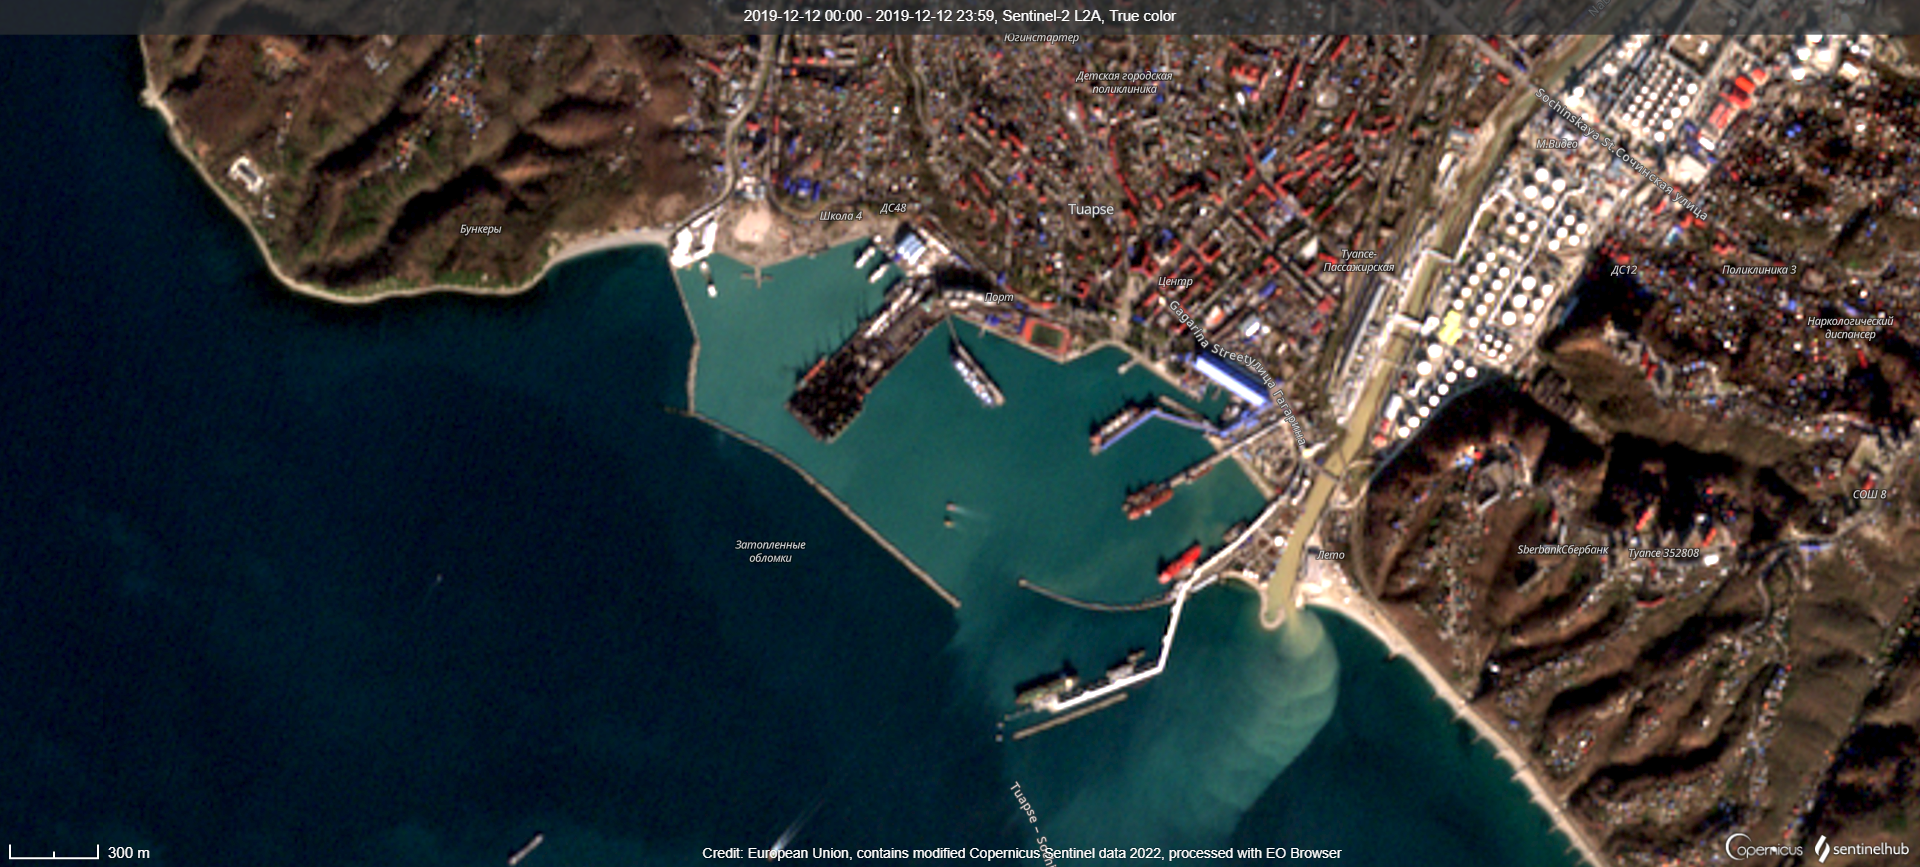 2019-12-12 00:00 - 2019-12-12 23:59, Sentinel-2 L2A, True color
Югинстартер
Детская городская
поликлиника
Sochinskaya St.Сочинская улица
М.Видео
Tuapse
Школа 4
ДС48
Бункеры
Туапсе-
Пассажирская
ДС12
Поликлиника 3
Центр
Порт
Gagarina Streetулица Гагарина
Наркологический
диспансер
СОШ 8
Затопленные
обломки
Лето
SberbankСбербанк
Туапсе 352808
Tuapse – Sochi
300 m
Credit: European Union, contains modified Copernicus Sentinel data 2022, processed with EO Browser
Copernicus
sentinelhub